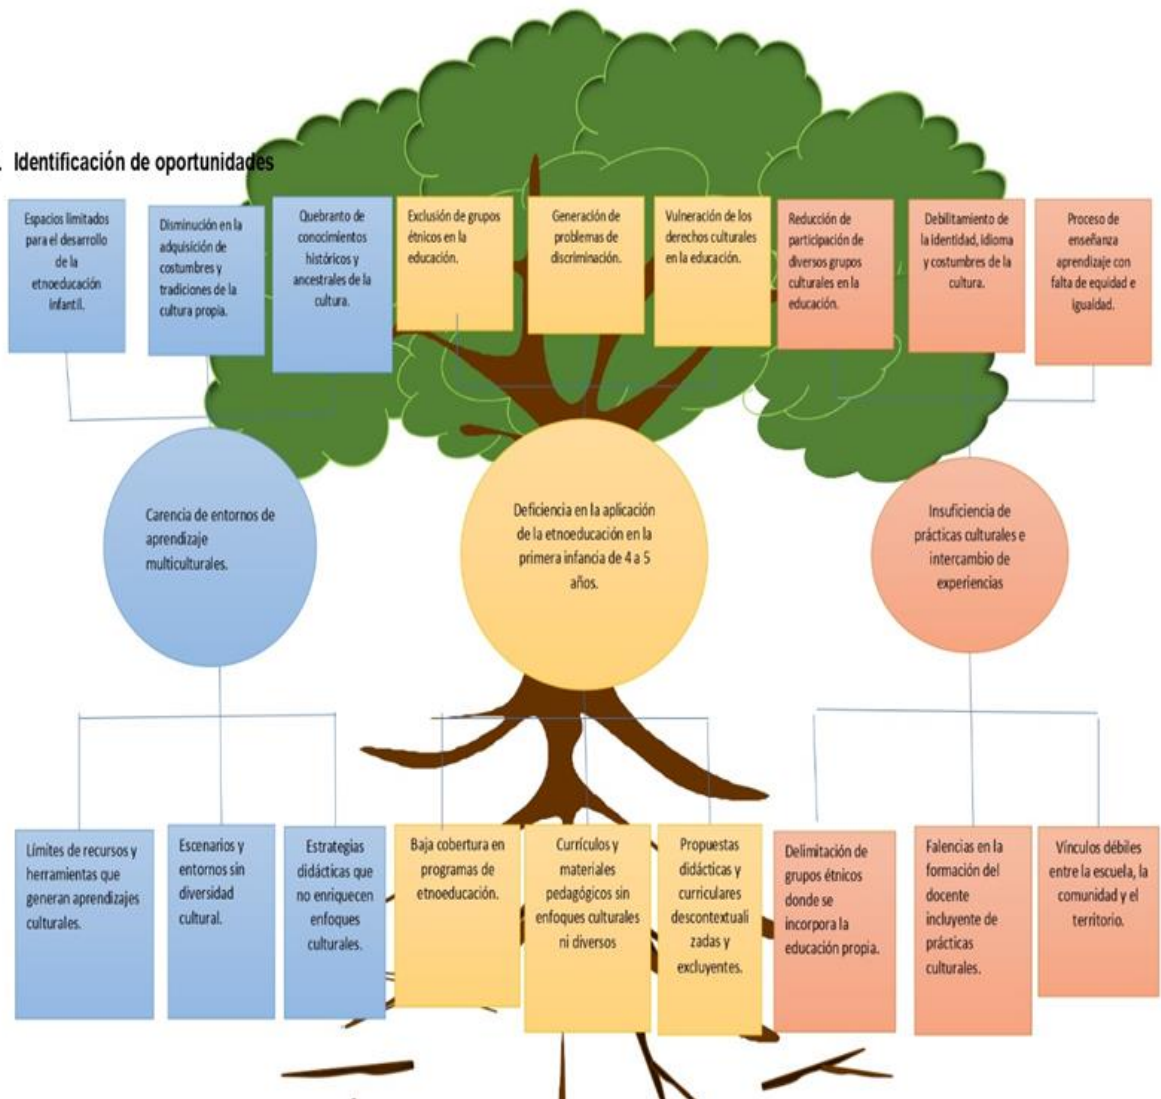 Identificación de oportunidades
Espacios limitados
para el desarrollo
de la
etnoeducación
infantil.
Disminución en la
adquisición de
costumbres y
tradiciones de la
cultura propia.
Quebranto de
conocimientos
históricos y
ancestrales de la
cultura.
Exclusión de grupos
étnicos en la
educación.
Generación de
problemas de
discriminación.
Vulneración de los
derechos culturales
en la educación.
Reducción de
participación de
diversos grupos
culturales en la
educación.
Debilitamiento de
la identidad, idioma
y costumbres de la
cultura.
Proceso de
enseñanza
aprendizaje con
falta de equidad e
igualdad.
Carencia de entornos de
aprendizaje
multiculturales.
Deficiencia en la aplicación
de la etnoeducación en la
primera infancia de 4 a 5
años.
Insuficiencia de
prácticas culturales e
intercambio de
experiencias
Límites de recursos y
herramientas que
generan aprendizajes
culturales.
Escenarios y
entornos sin
diversidad
cultural.
Estrategias
didácticas que
no enriquecen
enfoques
culturales.
Baja cobertura en
programas de
etnoeducación.
Currículos y
materiales
pedagógicos sin
enfoques culturales
ni diversos
Propuestas
didácticas y
curriculares
descontextuali
zadas y
excluyentes.
Delimitación de
grupos étnicos
donde se
incorpora la
educación propia.
Falencias en la
formación del
docente
incluyente de
prácticas
culturales.
Vínculos débiles
entre la escuela, la
comunidad y el
territorio.